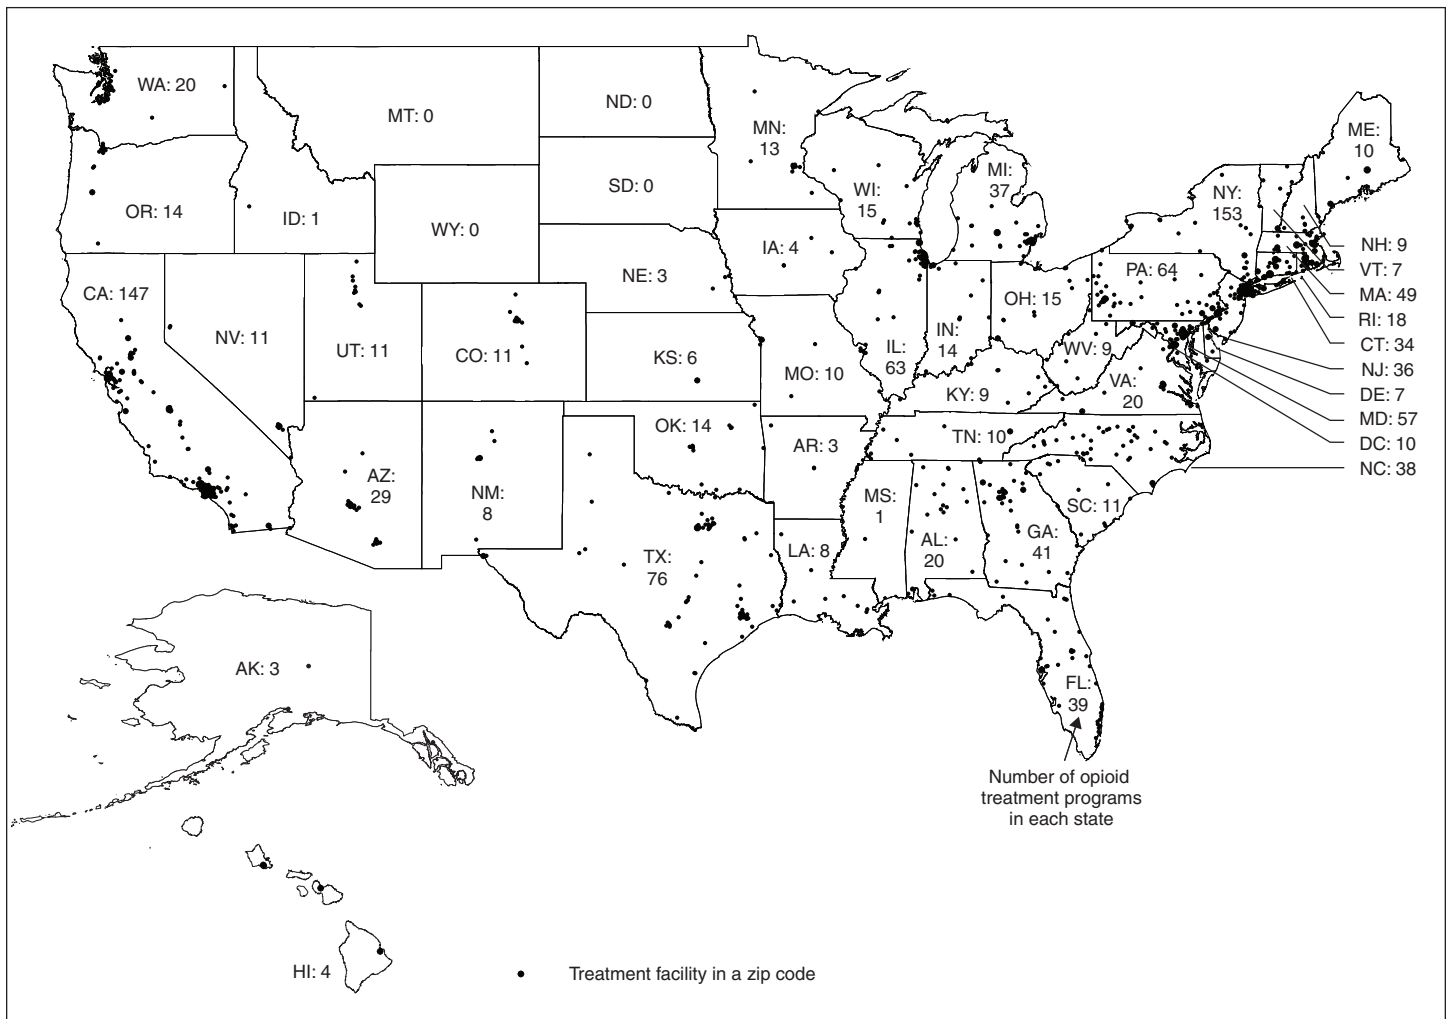 WA: 20
MT: 0
ND: 0
MN:
13
ME:
10
OR: 14
ID: 1
WY: 0
SD: 0
WI:
15
MI:
37
NY:
153
NH: 9
VT: 7
MA: 49
RI: 18
CT: 34
NJ: 36
DE: 7
MD: 57
DC: 10
NC: 38
CA: 147
NV: 11
UT: 11
CO: 11
NE: 3
IA: 4
KS: 6
MO: 10
IL:
63
IN:
14
OH: 15
PA: 64
WV: 9
VA:
20
KY: 9
AZ:
29
NM:
8
OK: 14
AR: 3
TN: 10
MS:
1
AL:
20
GA:
41
SC: 11
TX:
76
LA: 8
FL:
39
Number of opioid
treatment programs
in each state
AK: 3
HI: 4
Treatment facility in a zip code